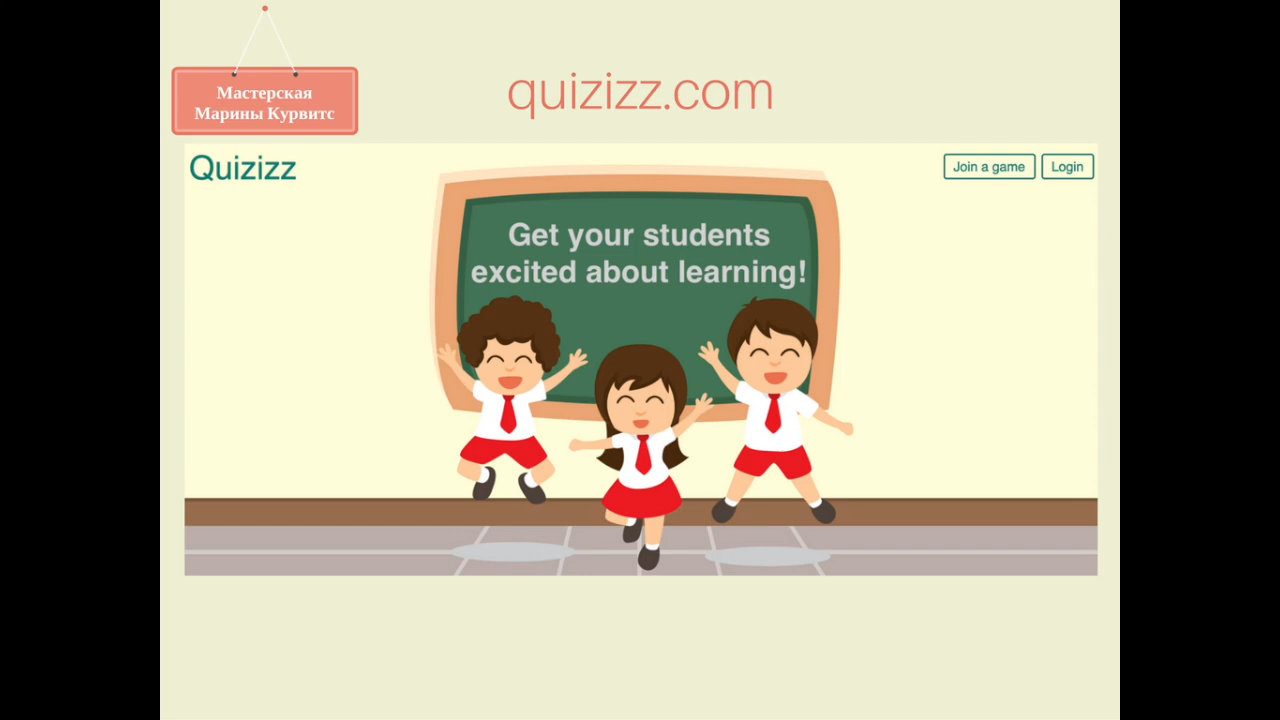 Мастерская
Марины Курвитс
quizizz.com
Quizizz
Join a game
Login
Get your students
excited about learning!